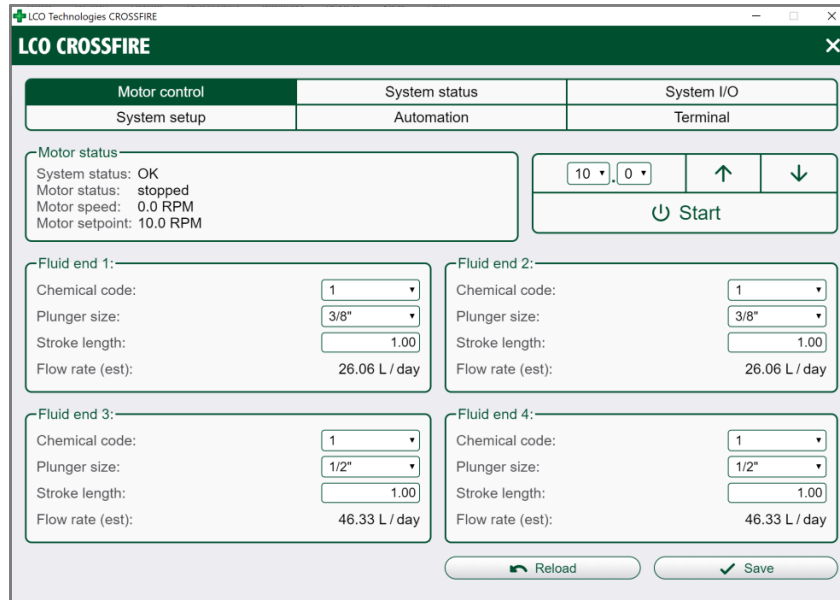 LCO Technologies CROSSFIRE
LCO CROSSFIRE
Motor control System status System I/O
System setup Automation Terminal
Motor status
System status: OK
Motor status: stopped
Motor speed: 0.0 RPM
Motor setpoint: 10.0 RPM
10 . 0
Start
Fluid end 1:
Chemical code: 1
Plunger size: 3/8"
Stroke length: 1.00
Flow rate (est): 26.06 L / day
Fluid end 2:
Chemical code: 1
Plunger size: 3/8"
Stroke length: 1.00
Flow rate (est): 26.06 L / day
Fluid end 3:
Chemical code: 1
Plunger size: 1/2"
Stroke length: 1.00
Flow rate (est): 46.33 L / day
Fluid end 4:
Chemical code: 1
Plunger size: 1/2"
Stroke length: 1.00
Flow rate (est): 46.33 L / day
Reload
Save